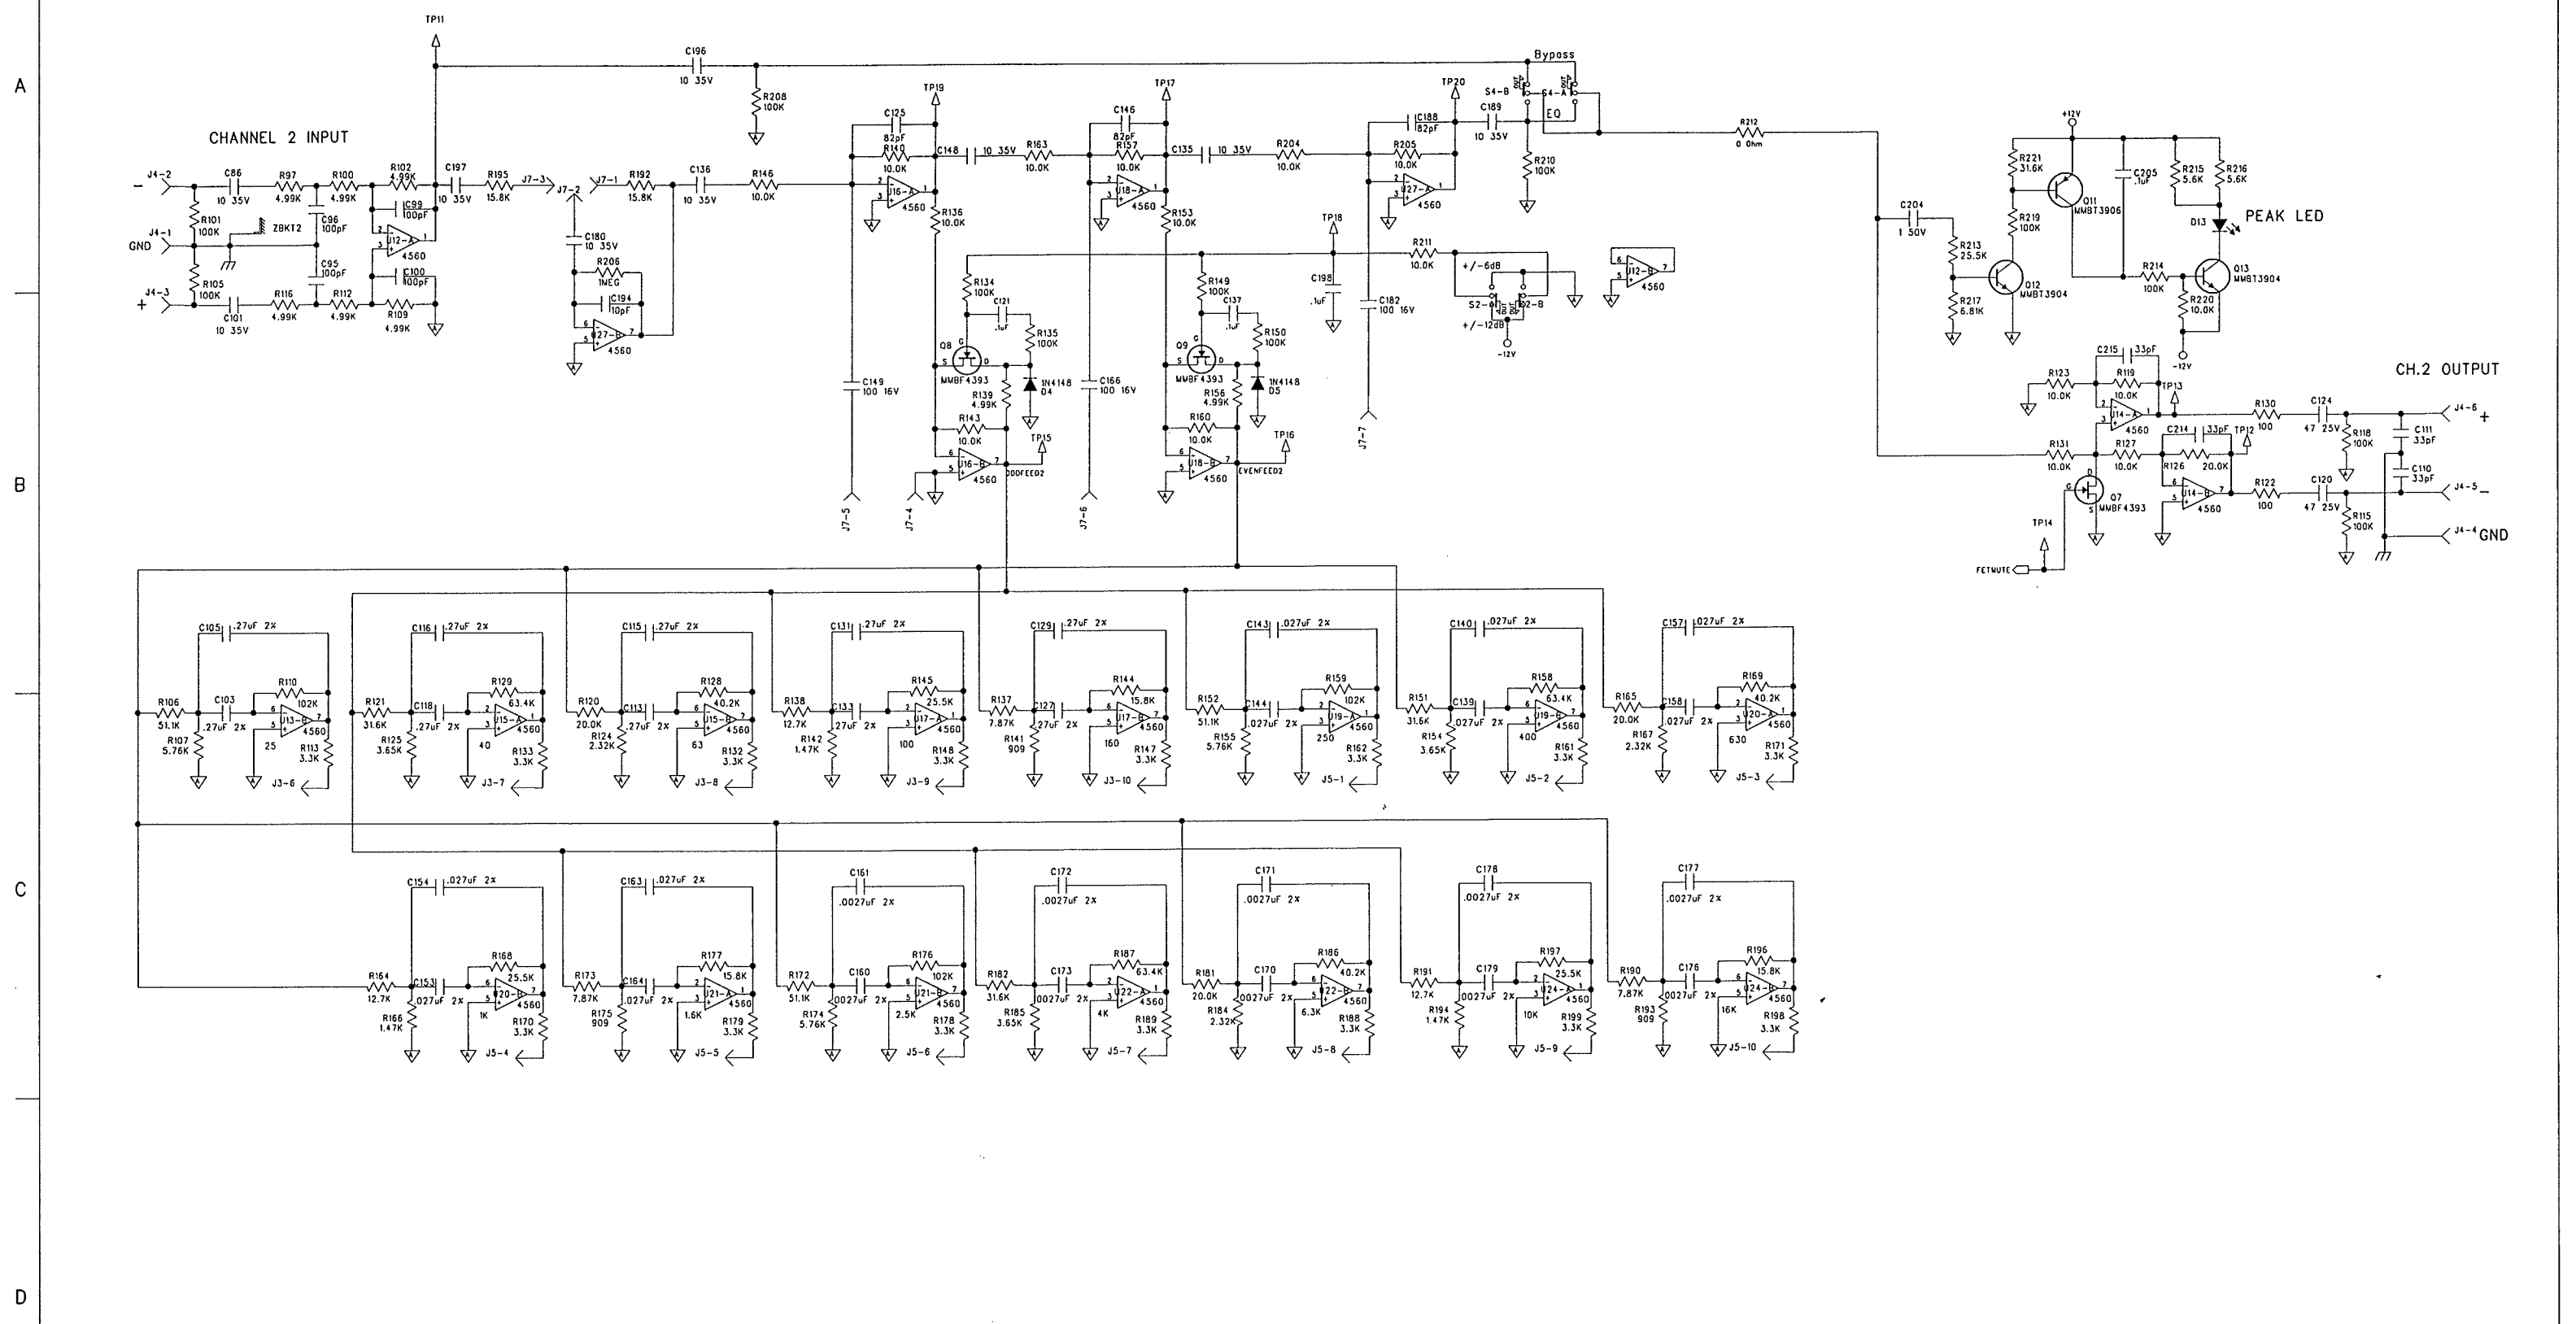 A
B
C
D
TP11
C196
10 35V
R208
100K
CHANNEL 2 INPUT
-
J4-2
C86
10 35V
R97
4.99K
R100
4.99K
R102
4.99K
C197
10 35V
R195
15.8K
J7-3
J7-2
J7-1
R192
15.8K
C136
10 35V
R146
10.0K
R101
100K
ZBKT2
C96
100pF
C99
100pF
U12-A
4560
GND
J4-1
R105
100K
C95
100pF
C100
100pF
+
J4-3
C101
10 35V
R116
4.99K
R112
4.99K
R109
4.99K
C180
10 35V
R206
1MEG
C194
10pF
U27-B
4560
TP19
C125
82pF
R140
10.0K
U16-A
4560
C148
10 35V
R163
10.0K
R136
10.0K
TP17
C146
82pF
R157
10.0K
U18-A
4560
C135
10 35V
R204
10.0K
R153
10.0K
TP20
C188
82pF
R205
10.0K
U27-A
4560
C189
10 35V
Bypass
OUT
OUT
S4-B
S4-A
EQ
R210
100K
R212
0 Ohm
TP18
R211
10.0K
C198
.1uF
C182
100 16V
+/-6dB
S2-A
OUT
OUT
S2-B
+/-12dB
-12V
U12-B
4560
R134
100K
C121
.1uF
R135
100K
Q8
G
S
D
MMBF4393
1N4148
D4
R139
4.99K
R143
10.0K
TP15
U16-B
4560
ODDFEED2
R149
100K
C137
.1uF
R150
100K
Q9
G
S
D
MMBF4393
1N4148
D5
R156
4.99K
R160
10.0K
TP16
U18-B
4560
EVENFEED2
C149
100 16V
C166
100 16V
J7-5
J7-4
J7-6
J7-7
+12V
R221
31.6K
Q11
MMBT3906
R219
100K
C205
.1uF
R215
5.6K
R216
5.6K
D13
PEAK LED
C204
1 50V
R213
25.5K
Q12
MMBT3904
R217
6.81K
R214
100K
Q13
MMBT3904
R220
10.0K
-12V
C215
33pF
R123
10.0K
R119
10.0K
TP13
U14-A
4560
R130
100
C124
47 25V
CH.2 OUTPUT
J4-6
+
R118
100K
C111
33pF
R131
10.0K
R127
10.0K
C214
33pF
TP12
R126
20.0K
U14-B
4560
R122
100
C120
47 25V
C110
33pF
J4-5
-
R115
100K
D
G
S
Q7
MMBF4393
TP14
FETMUTE
J4-4
GND
C105
.27uF 2%
R106
51.1K
C103
.27uF 2%
R110
102K
U13-B
4560
R107
5.76K
25
R113
3.3K
J3-6
C116
.27uF 2%
R121
31.6K
C118
.27uF 2%
R129
63.4K
U15-A
4560
R125
3.65K
40
R133
3.3K
J3-7
C115
.27uF 2%
R120
20.0K
C113
.27uF 2%
R128
40.2K
U15-B
4560
R124
2.32K
63
R132
3.3K
J3-8
C131
.27uF 2%
R138
12.7K
C133
.27uF 2%
R145
25.5K
U17-A
4560
R142
1.47K
100
R148
3.3K
J3-9
C129
.27uF 2%
R137
7.87K
C127
.27uF 2%
R144
15.8K
U17-B
4560
R141
909
160
R147
3.3K
J3-10
C143
.027uF 2%
R152
51.1K
C144
.027uF 2%
R159
102K
U19-A
4560
R155
5.76K
250
R162
3.3K
J5-1
C140
.027uF 2%
R151
31.6K
C139
.027uF 2%
R158
63.4K
U19-B
4560
R154
3.65K
400
R161
3.3K
J5-2
C157
.027uF 2%
R165
20.0K
C158
.027uF 2%
R169
40.2K
U20-A
4560
R167
2.32K
630
R171
3.3K
J5-3
C154
.027uF 2%
R164
12.7K
C153
.027uF 2%
R168
25.5K
U20-B
4560
R166
1.47K
1K
R170
3.3K
J5-4
C163
.027uF 2%
R173
7.87K
C164
.027uF 2%
R177
15.8K
U21-A
4560
R175
909
1.6K
R179
3.3K
J5-5
C161
.0027uF 2%
R172
51.1K
C160
.0027uF 2%
R176
102K
U21-B
4560
R174
5.76K
2.5K
R178
3.3K
J5-6
C172
.0027uF 2%
R182
31.6K
C173
.0027uF 2%
R187
63.4K
U22-A
4560
R185
3.65K
4K
R189
3.3K
J5-7
C171
.0027uF 2%
R181
20.0K
C170
.0027uF 2%
R186
40.2K
U22-B
4560
R184
2.32K
6.3K
R188
3.3K
J5-8
C178
.0027uF 2%
R191
12.7K
C179
.0027uF 2%
R197
25.5K
U24-A
4560
R194
1.47K
10K
R199
3.3K
J5-9
C177
.0027uF 2%
R190
7.87K
C176
.0027uF 2%
R196
15.8K
U24-B
4560
R193
909
16K
R198
3.3K
J5-10